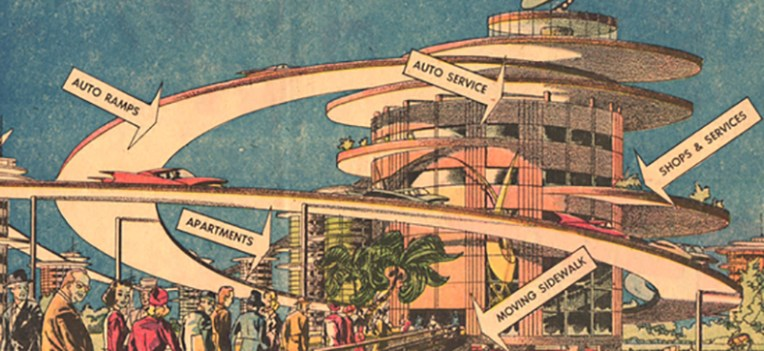 AUTO RAMPS
AUTO SERVICE
SHOPS & SERVICES
APARTMENTS
MOVING SIDEWALK